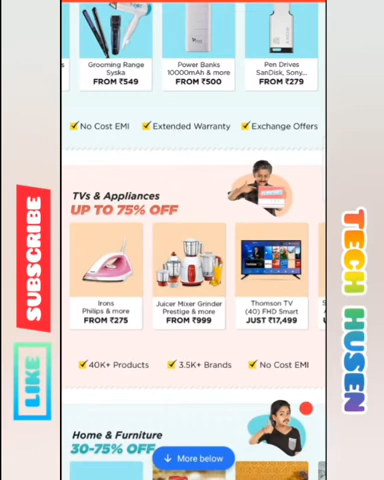 Grooming Range
Syska
FROM ₹549
Power Banks
10000mAh & more
FROM ₹500
Pen Drives
SanDisk, Sony...
FROM ₹279
No Cost EMI
Extended Warranty
Exchange Offers
TVs & Appliances
UP TO 75% OFF
Irons
Philips & more
FROM ₹275
Juicer Mixer Grinder
Prestige & more
FROM ₹999
Thomson TV
(40) FHD Smart
JUST ₹17,499
40K+ Products
3.5K+ Brands
No Cost EMI
Home & Furniture
30-75% OFF
More below
SUBSCRIBE
LIKE
TECH HUSEN